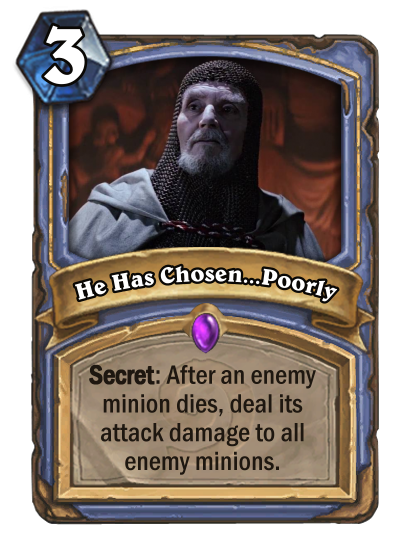 3
He Has Chosen...Poorly
Secret: After an enemy
minion dies, deal its
attack damage to all
enemy minions.